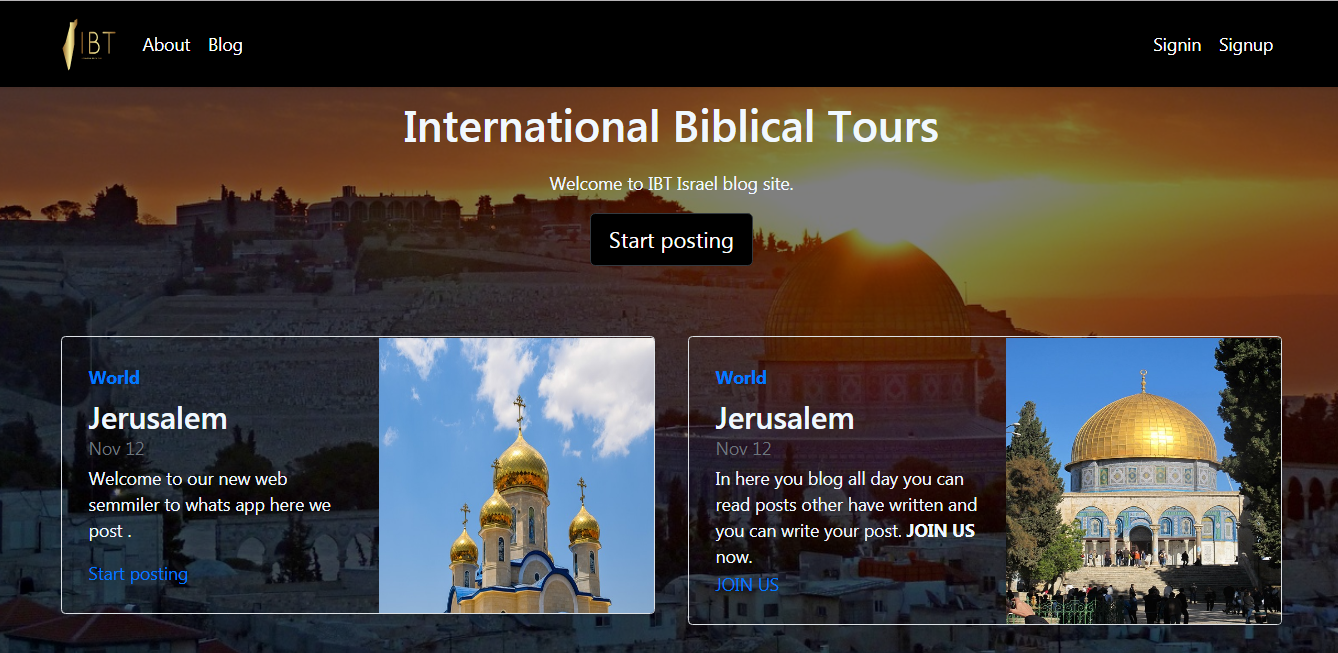 IBT
About
Blog
Signin
Signup
International Biblical Tours
Welcome to IBT Israel blog site.
Start posting
World
Jerusalem
Nov 12
Welcome to our new web
semmiler to whats app here we
post .
Start posting
World
Jerusalem
Nov 12
In here you blog all day you can
read posts other have written and
you can write your post. JOIN US
now.
JOIN US